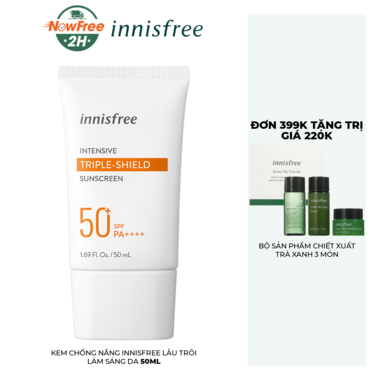 NowFree
2H
innisfree
innisfree
INTENSIVE
TRIPLE-SHIELD
SUNSCREEN
50+
SPF
PA++++
1.69 Fl. Oz. / 50 mL
KEM CHỐNG NẮNG INNISFREE LÂU TRÔI
LÀM SÁNG DA 50ML
ĐƠN 399K TẶNG TRỊ
GIÁ 220K
innisfree
BỘ SẢN PHẨM CHIẾT XUẤT
TRÀ XANH 3 MÓN